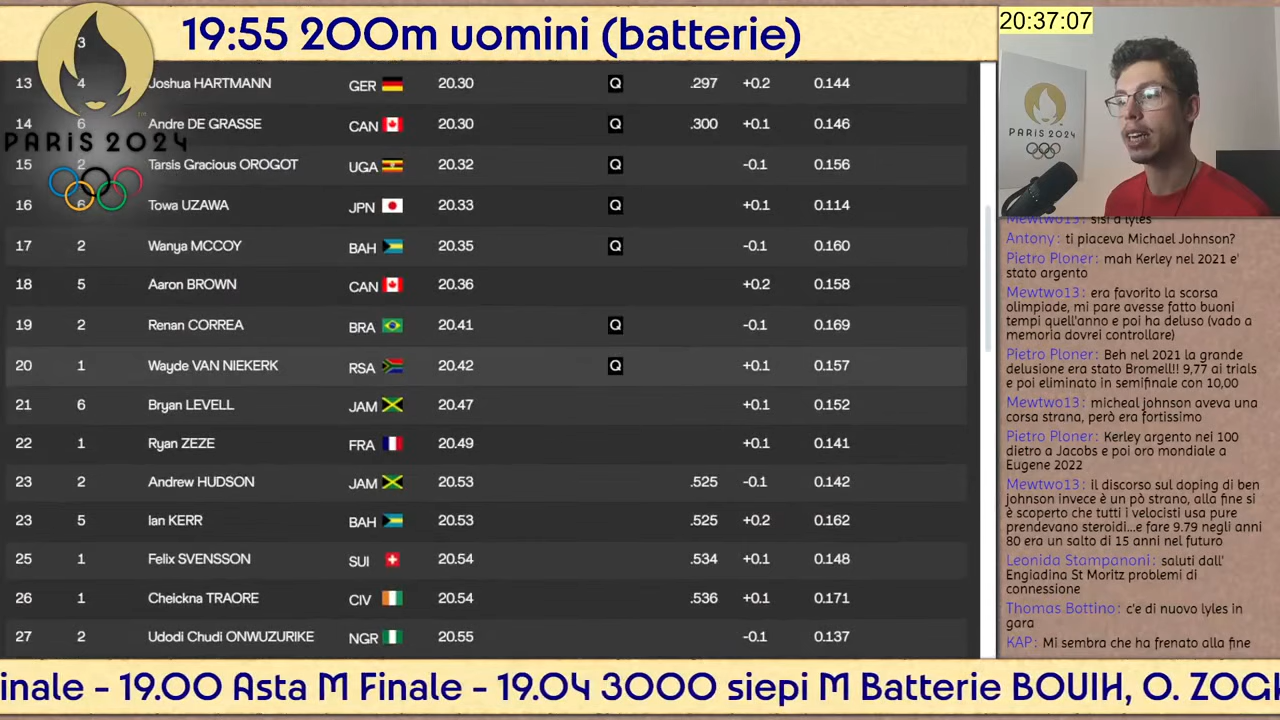 19:55 200m uomini (batterie)
20:37:07
3
13 4 Joshua HARTMANN GER 20.30 Q .297 +0.2 0.144
14 6 Andre DE GRASSE CAN 20.30 Q .300 +0.1 0.146
15 2 Tarsis Gracious OROGOT UGA 20.32 Q -0.1 0.156
16 6 Towa UZAWA JPN 20.33 Q +0.1 0.114
17 2 Wanya MCCOY BAH 20.35 Q -0.1 0.160
18 5 Aaron BROWN CAN 20.36 +0.2 0.158
19 2 Renan CORREA BRA 20.41 Q -0.1 0.169
20 1 Wayde VAN NIEKERK RSA 20.42 Q +0.1 0.157
21 6 Bryan LEVELL JAM 20.47 +0.1 0.152
22 1 Ryan ZEZE FRA 20.49 +0.1 0.141
23 2 Andrew HUDSON JAM 20.53 .525 -0.1 0.142
23 5 Ian KERR BAH 20.53 .525 +0.2 0.162
25 1 Felix SVENSSON SUI 20.54 .534 +0.1 0.148
26 1 Cheickna TRAORE CIV 20.54 .536 +0.1 0.171
27 2 Udodi Chudi ONWUZURIKE NGR 20.55 -0.1 0.137
PARIS 2024
PARIS 2024
Mewtwo13: sisi a lyles
Antony: ti piaceva Michael Johnson?
Pietro Ploner: mah Kerley nel 2021 e'
stato argento
Mewtwo13: era favorito la scorsa
olimpiade, mi pare avesse fatto buoni
tempi quell'anno e poi ha deluso (vado a
memoria dovrei controllare)
Pietro Ploner: Beh nel 2021 la grande
delusione era stato Bromell!! 9,77 ai trials
e poi eliminato in semifinale con 10,00
Mewtwo13: micheal johnson aveva una
corsa strana, però era fortissimo
Pietro Ploner: Kerley argento nei 100
dietro a Jacobs e poi oro mondiale a
Eugene 2022
Mewtwo13: il discorso sul doping di ben
johnson invece è un pò strano, alla fine si
è scoperto che tutti i velocisti usa pure
prendevano steroidi...e fare 9.79 negli anni
80 era un salto di 15 anni nel futuro
Leonida Stampanoni: saluti dall'
Engiadina St Moritz problemi di
connessione
Thomas Bottino: c'e di nuovo lyles in
gara
KAP: Mi sembra che ha frenato alla fine
inale - 19.00 Asta M Finale - 19.04 3000 siepi M Batterie BOUIH, O. ZOG